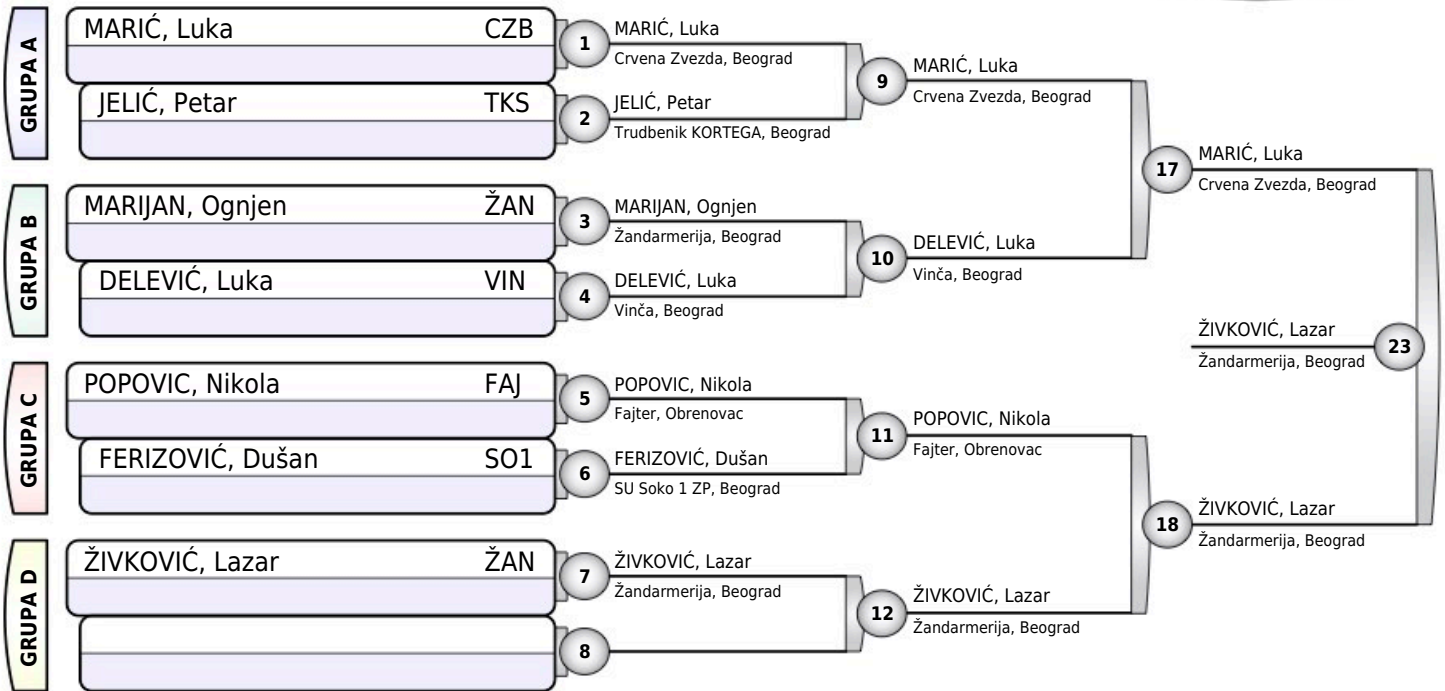 GRUPA A
MARIĆ, Luka CZB
JELIĆ, Petar TKS
1
MARIĆ, Luka
Crvena Zvezda, Beograd
2
JELIĆ, Petar
Trudbenik KORTEGA, Beograd
9
MARIĆ, Luka
Crvena Zvezda, Beograd
GRUPA B
MARIJAN, Ognjen ŽAN
DELEVIĆ, Luka VIN
3
MARIJAN, Ognjen
Žandarmerija, Beograd
4
DELEVIĆ, Luka
Vinča, Beograd
10
DELEVIĆ, Luka
Vinča, Beograd
17
MARIĆ, Luka
Crvena Zvezda, Beograd
GRUPA C
POPOVIC, Nikola FAJ
FERIZOVIĆ, Dušan SO1
5
POPOVIC, Nikola
Fajter, Obrenovac
6
FERIZOVIĆ, Dušan
SU Soko 1 ZP, Beograd
11
POPOVIC, Nikola
Fajter, Obrenovac
GRUPA D
ŽIVKOVIĆ, Lazar ŽAN
7
ŽIVKOVIĆ, Lazar
Žandarmerija, Beograd
8
12
ŽIVKOVIĆ, Lazar
Žandarmerija, Beograd
18
ŽIVKOVIĆ, Lazar
Žandarmerija, Beograd
ŽIVKOVIĆ, Lazar
Žandarmerija, Beograd
23